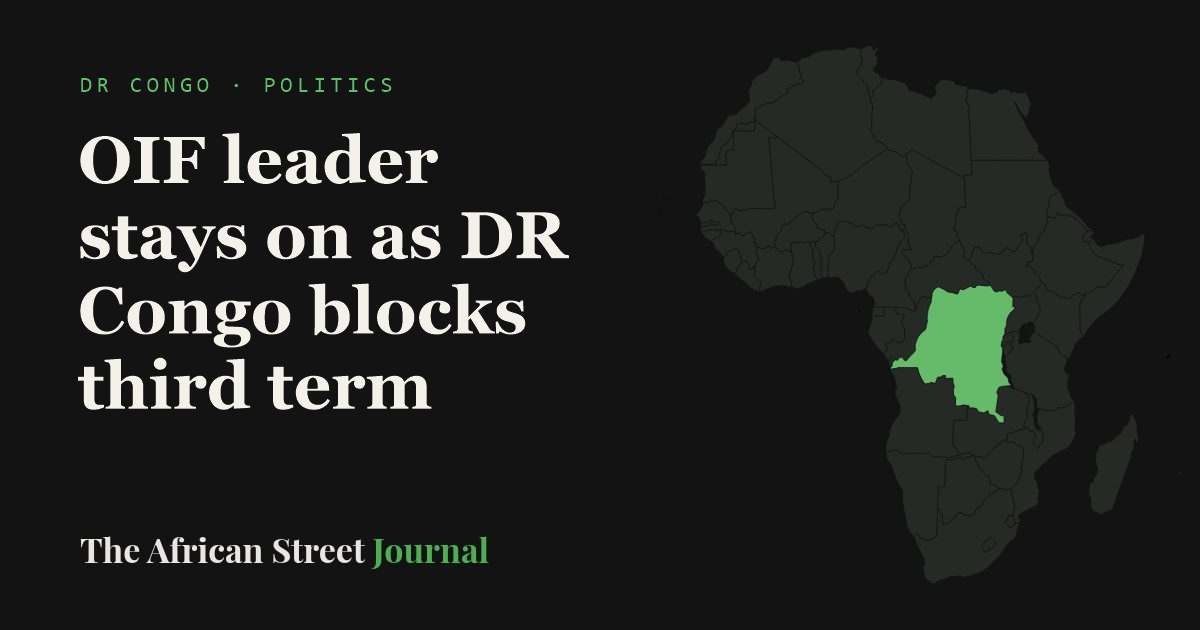 DR CONGO · POLITICS
OIF leader
stays on as DR
Congo blocks
third term
The African Street Journal